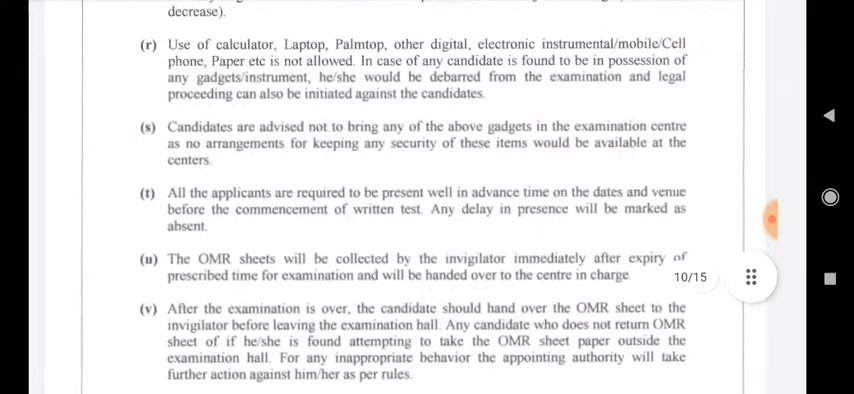 decrease).
(r) Use of calculator, Laptop, Palmtop, other digital, electronic instrumental/mobile/Cell
phone, Paper etc is not allowed. In case of any candidate is found to be in possession of
any gadgets/instrument, he/she would be debarred from the examination and legal
proceeding can also be initiated against the candidates.
(s) Candidates are advised not to bring any of the above gadgets in the examination centre
as no arrangements for keeping any security of these items would be available at the
centers.
(t) All the applicants are required to be present well in advance time on the dates and venue
before the commencement of written test. Any delay in presence will be marked as
absent.
(u) The OMR sheets will be collected by the invigilator immediately after expiry of
prescribed time for examination and will be handed over to the centre in charge.
10/15
(v) After the examination is over, the candidate should hand over the OMR sheet to the
invigilator before leaving the examination hall. Any candidate who does not return OMR
sheet of if he/she is found attempting to take the OMR sheet paper outside the
examination hall. For any inappropriate behavior the appointing authority will take
further action against him/her as per rules.